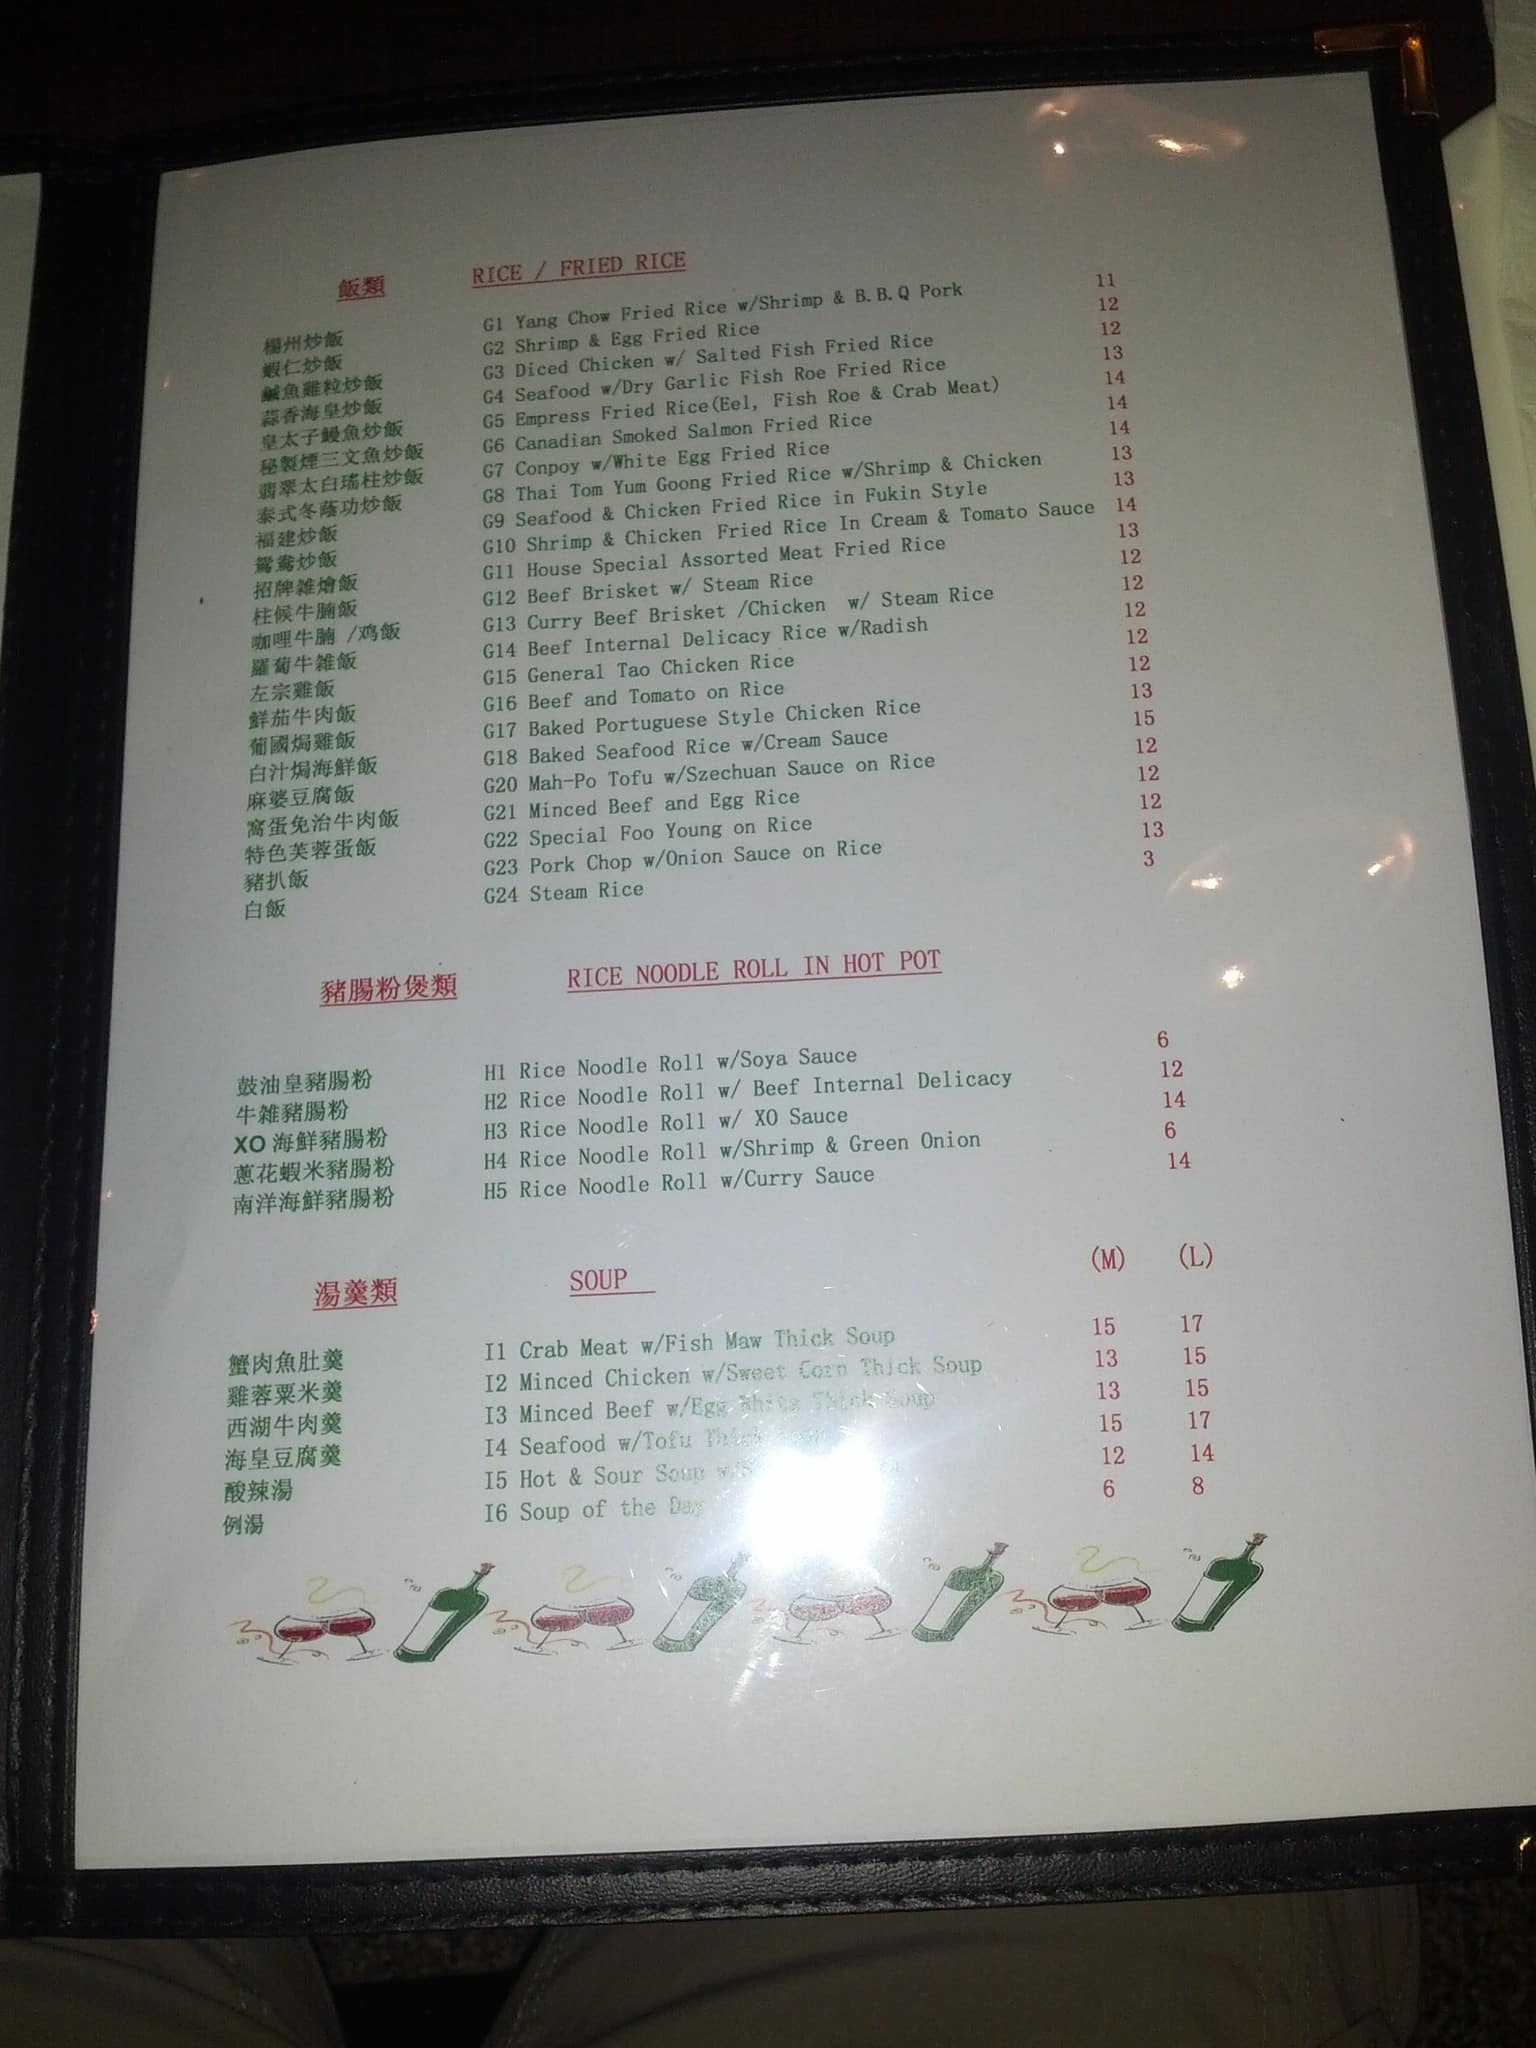 飯類 RICE / FRIED RICE
楊州炒飯 G1 Yang Chow Fried Rice w/Shrimp & B.B.Q Pork 11
蝦仁炒飯 G2 Shrimp & Egg Fried Rice 12
鹹魚雞粒炒飯 G3 Diced Chicken w/ Salted Fish Fried Rice 12
蒜香海皇炒飯 G4 Seafood w/Dry Garlic Fish Roe Fried Rice 13
皇太子鰻魚炒飯 G5 Empress Fried Rice(Eel, Fish Roe & Crab Meat) 14
秘製煙三文魚炒飯 G6 Canadian Smoked Salmon Fried Rice 14
翡翠太白瑤柱炒飯 G7 Conpoy w/White Egg Fried Rice 14
泰式冬蔭功炒飯 G8 Thai Tom Yum Goong Fried Rice w/Shrimp & Chicken 13
福建炒飯 G9 Seafood & Chicken Fried Rice in Fukin Style 13
鴛鴦炒飯 G10 Shrimp & Chicken Fried Rice In Cream & Tomato Sauce 14
招牌雑燴飯 G11 House Special Assorted Meat Fried Rice 13
柱候牛腩飯 G12 Beef Brisket w/ Steam Rice 12
咖哩牛腩 /鸡飯 G13 Curry Beef Brisket /Chicken w/ Steam Rice 12
羅蔔牛雑飯 G14 Beef Internal Delicacy Rice w/Radish 12
左宗雞飯 G15 General Tao Chicken Rice 12
鮮茄牛肉飯 G16 Beef and Tomato on Rice 12
葡國焗雞飯 G17 Baked Portuguese Style Chicken Rice 13
白汁焗海鮮飯 G18 Baked Seafood Rice w/Cream Sauce 15
麻婆豆腐飯 G20 Mah-Po Tofu w/Szechuan Sauce on Rice 12
窩蛋免治牛肉飯 G21 Minced Beef and Egg Rice 12
特色芙蓉蛋飯 G22 Special Foo Young on Rice 12
豬扒飯 G23 Pork Chop w/Onion Sauce on Rice 13
白飯 G24 Steam Rice 3
豬腸粉煲類 RICE NOODLE ROLL IN HOT POT
鼓油皇豬腸粉 H1 Rice Noodle Roll w/Soya Sauce 6
牛雑豬腸粉 H2 Rice Noodle Roll w/ Beef Internal Delicacy 12
XO 海鮮豬腸粉 H3 Rice Noodle Roll w/ XO Sauce 14
蔥花蝦米豬腸粉 H4 Rice Noodle Roll w/Shrimp & Green Onion 6
南洋海鮮豬腸粉 H5 Rice Noodle Roll w/Curry Sauce 14
湯羹類 SOUP (M) (L)
蟹肉魚肚羹 I1 Crab Meat w/Fish Maw Thick Soup 15 17
雞蓉粟米羹 I2 Minced Chicken w/Sweet Corn Thick Soup 13 15
西湖牛肉羹 I3 Minced Beef w/Egg White Thick Soup 13 15
海皇豆腐羹 I4 Seafood w/Tofu Thick 15 17
酸辣湯 I5 Hot & Sour Soup 12 14
例湯 I6 Soup of the Day 6 8